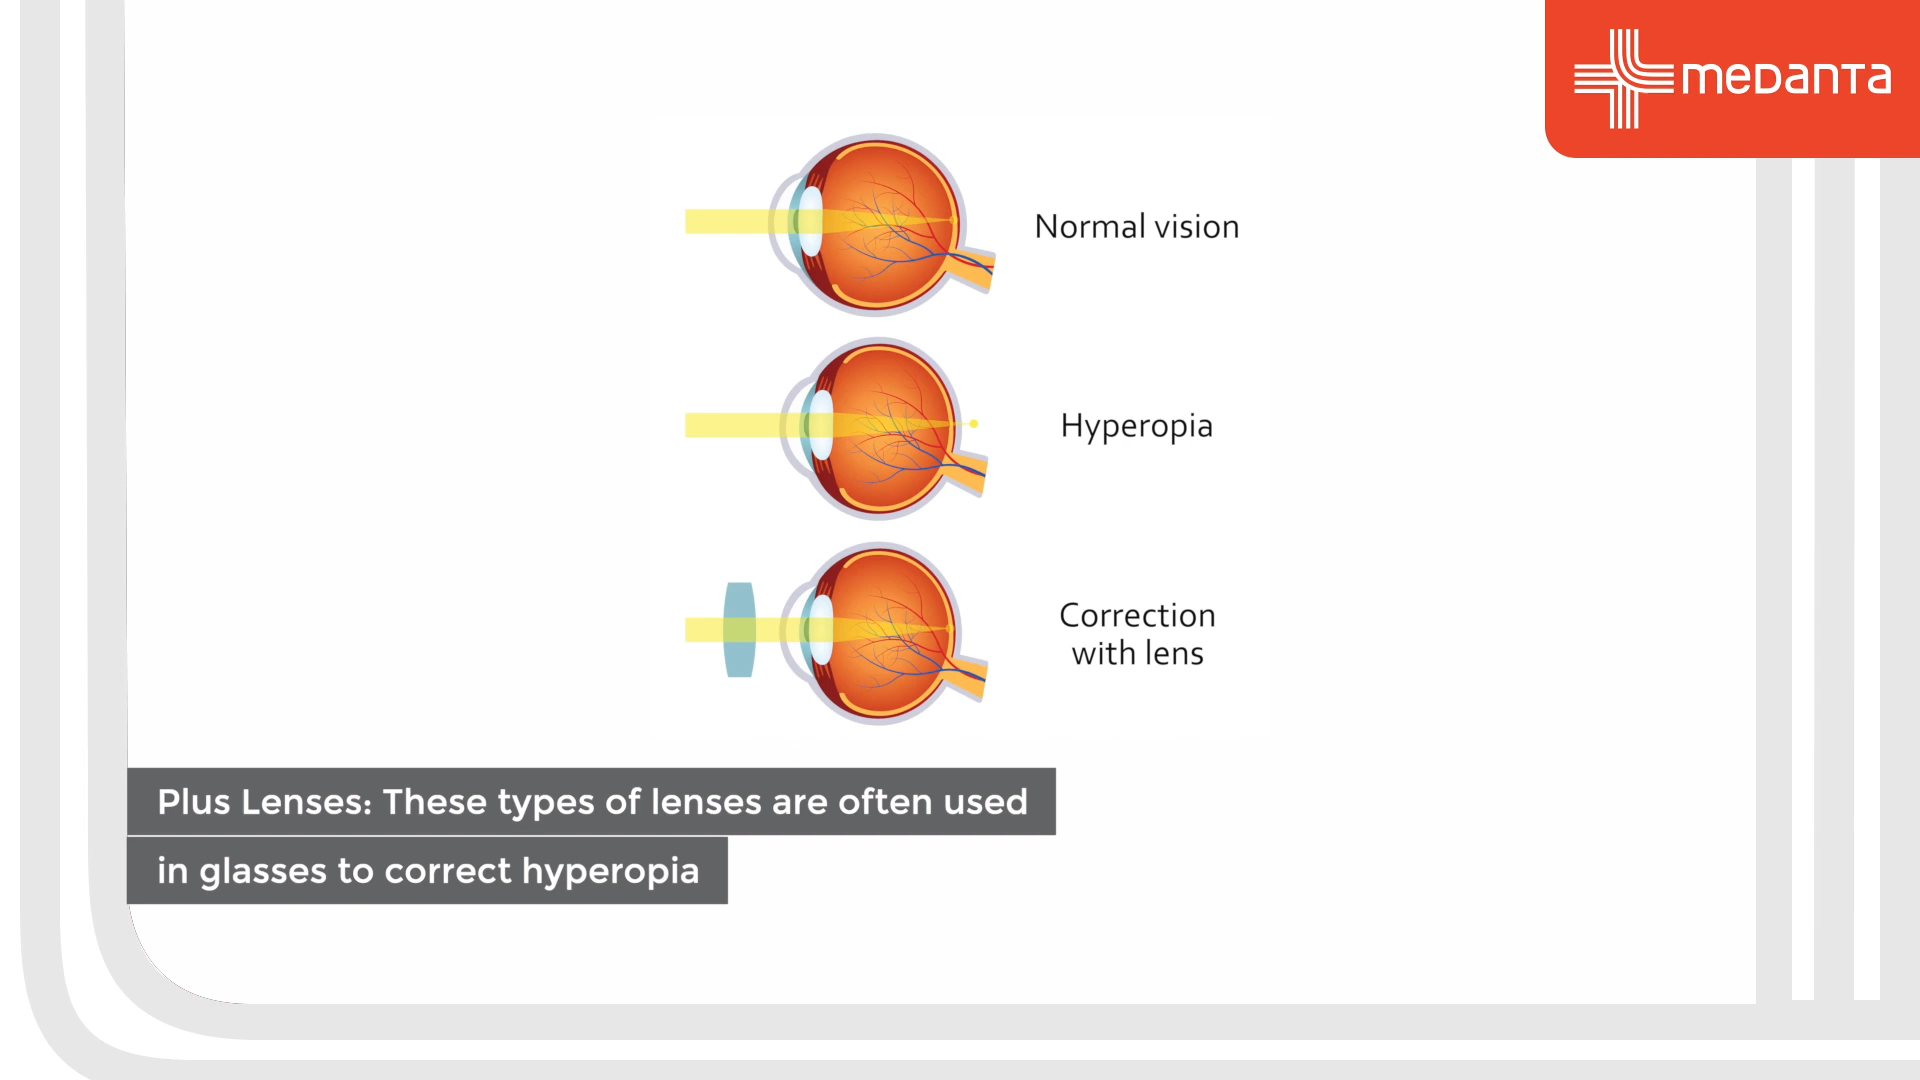 meDanTa
Normal vision
Hyperopia
Correction
with lens
Plus Lenses: These types of lenses are often used
in glasses to correct hyperopia